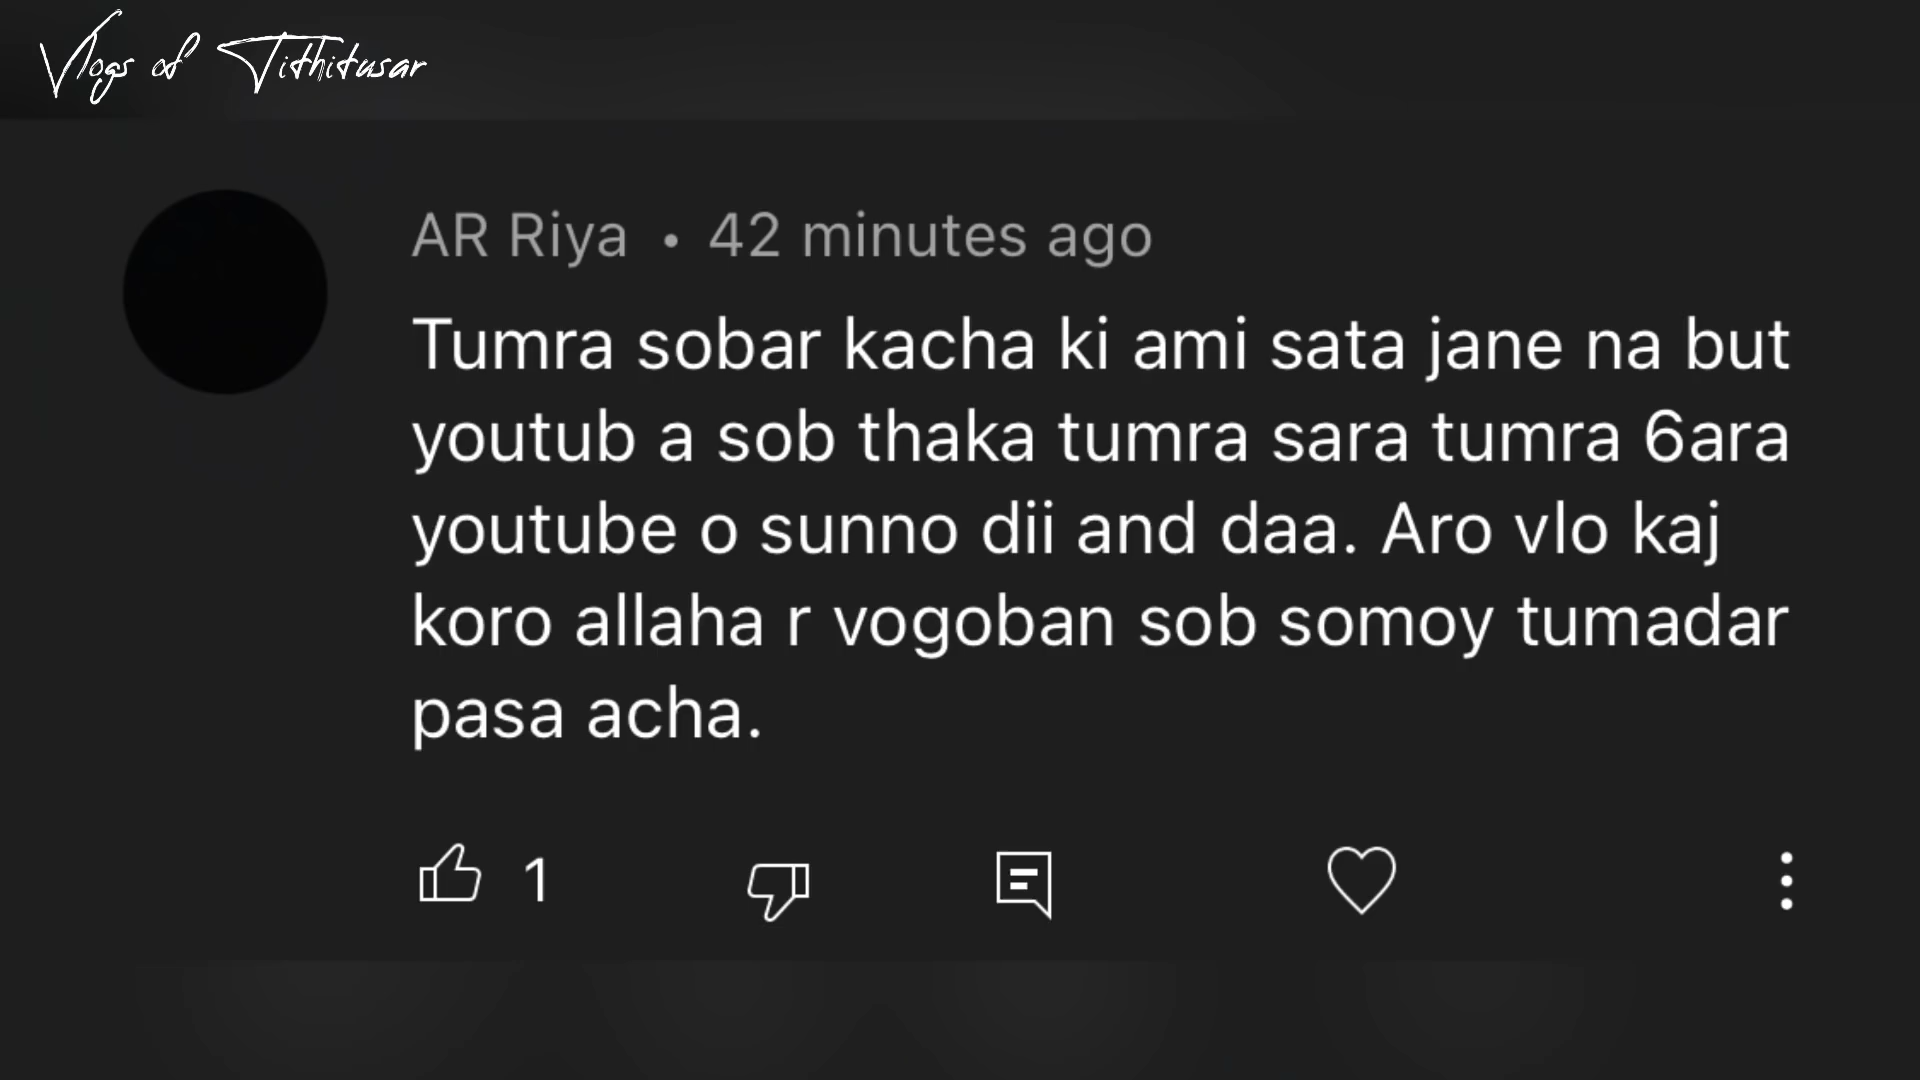 Vlogs of Tithitusar
AR Riya • 42 minutes ago
Tumra sobar kacha ki ami sata jane na but
youtub a sob thaka tumra sara tumra 6ara
youtube o sunno dii and daa. Aro vlo kaj
koro allaha r vogoban sob somoy tumadar
pasa acha.
1